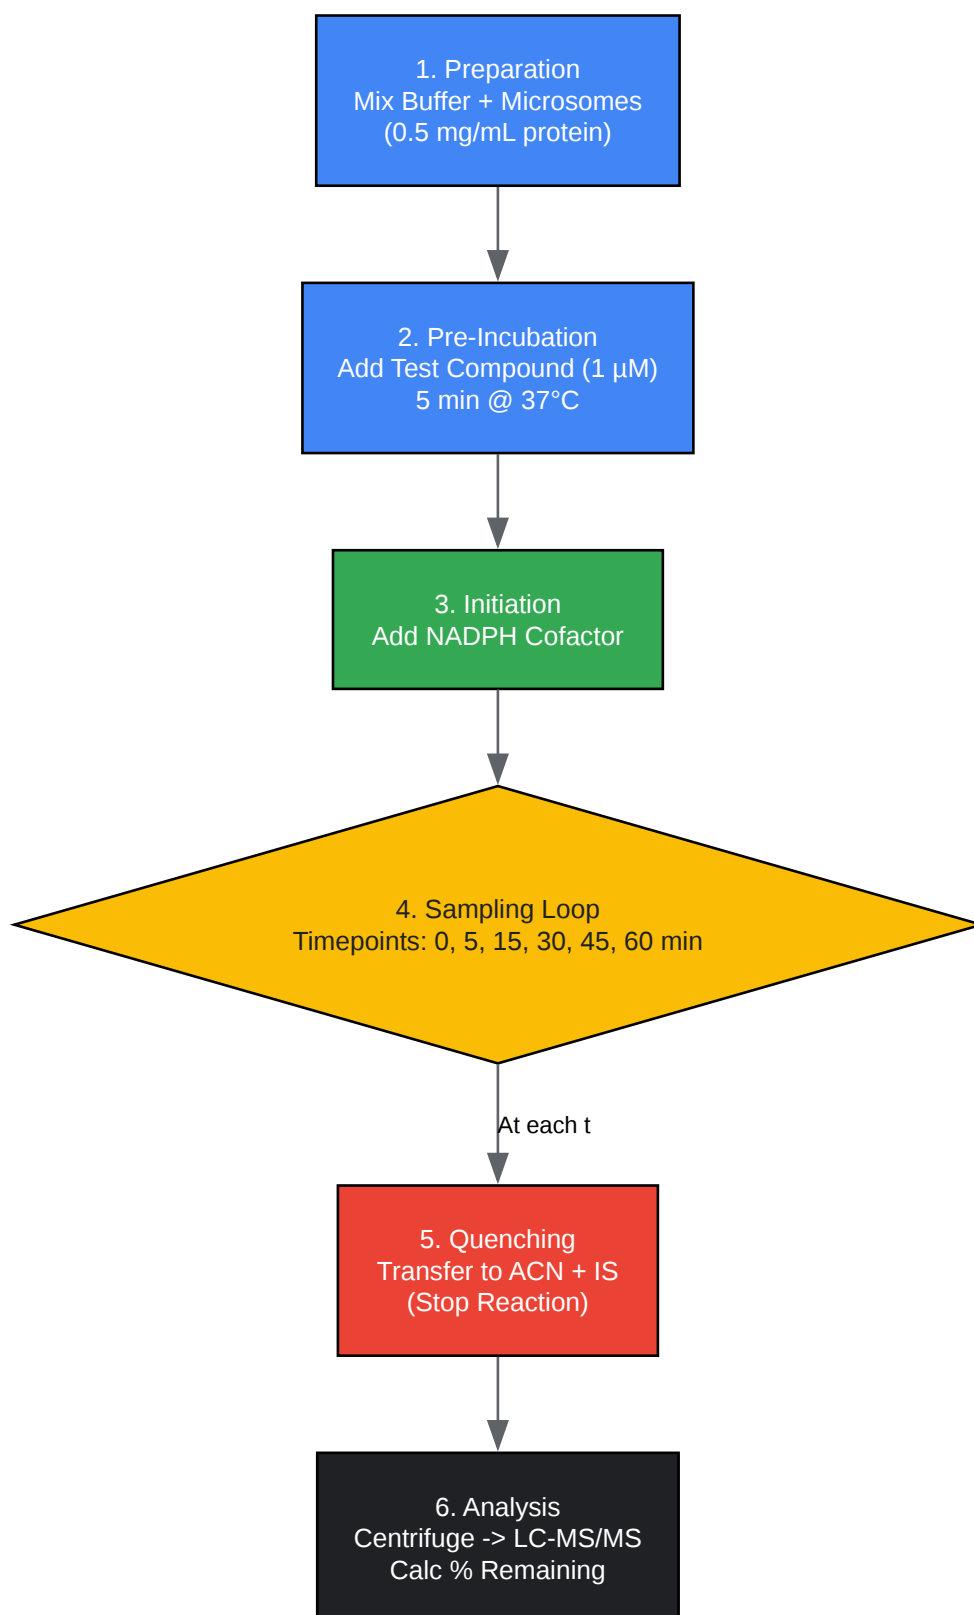 1. Preparation
Mix Buffer + Microsomes
(0.5 mg/mL protein)
2. Pre-Incubation
Add Test Compound (1 µM)
5 min @ 37°C
3. Initiation
Add NADPH Cofactor
4. Sampling Loop
Timepoints: 0, 5, 15, 30, 45, 60 min
At each t
5. Quenching
Transfer to ACN + IS
(Stop Reaction)
6. Analysis
Centrifuge -> LC-MS/MS
Calc % Remaining